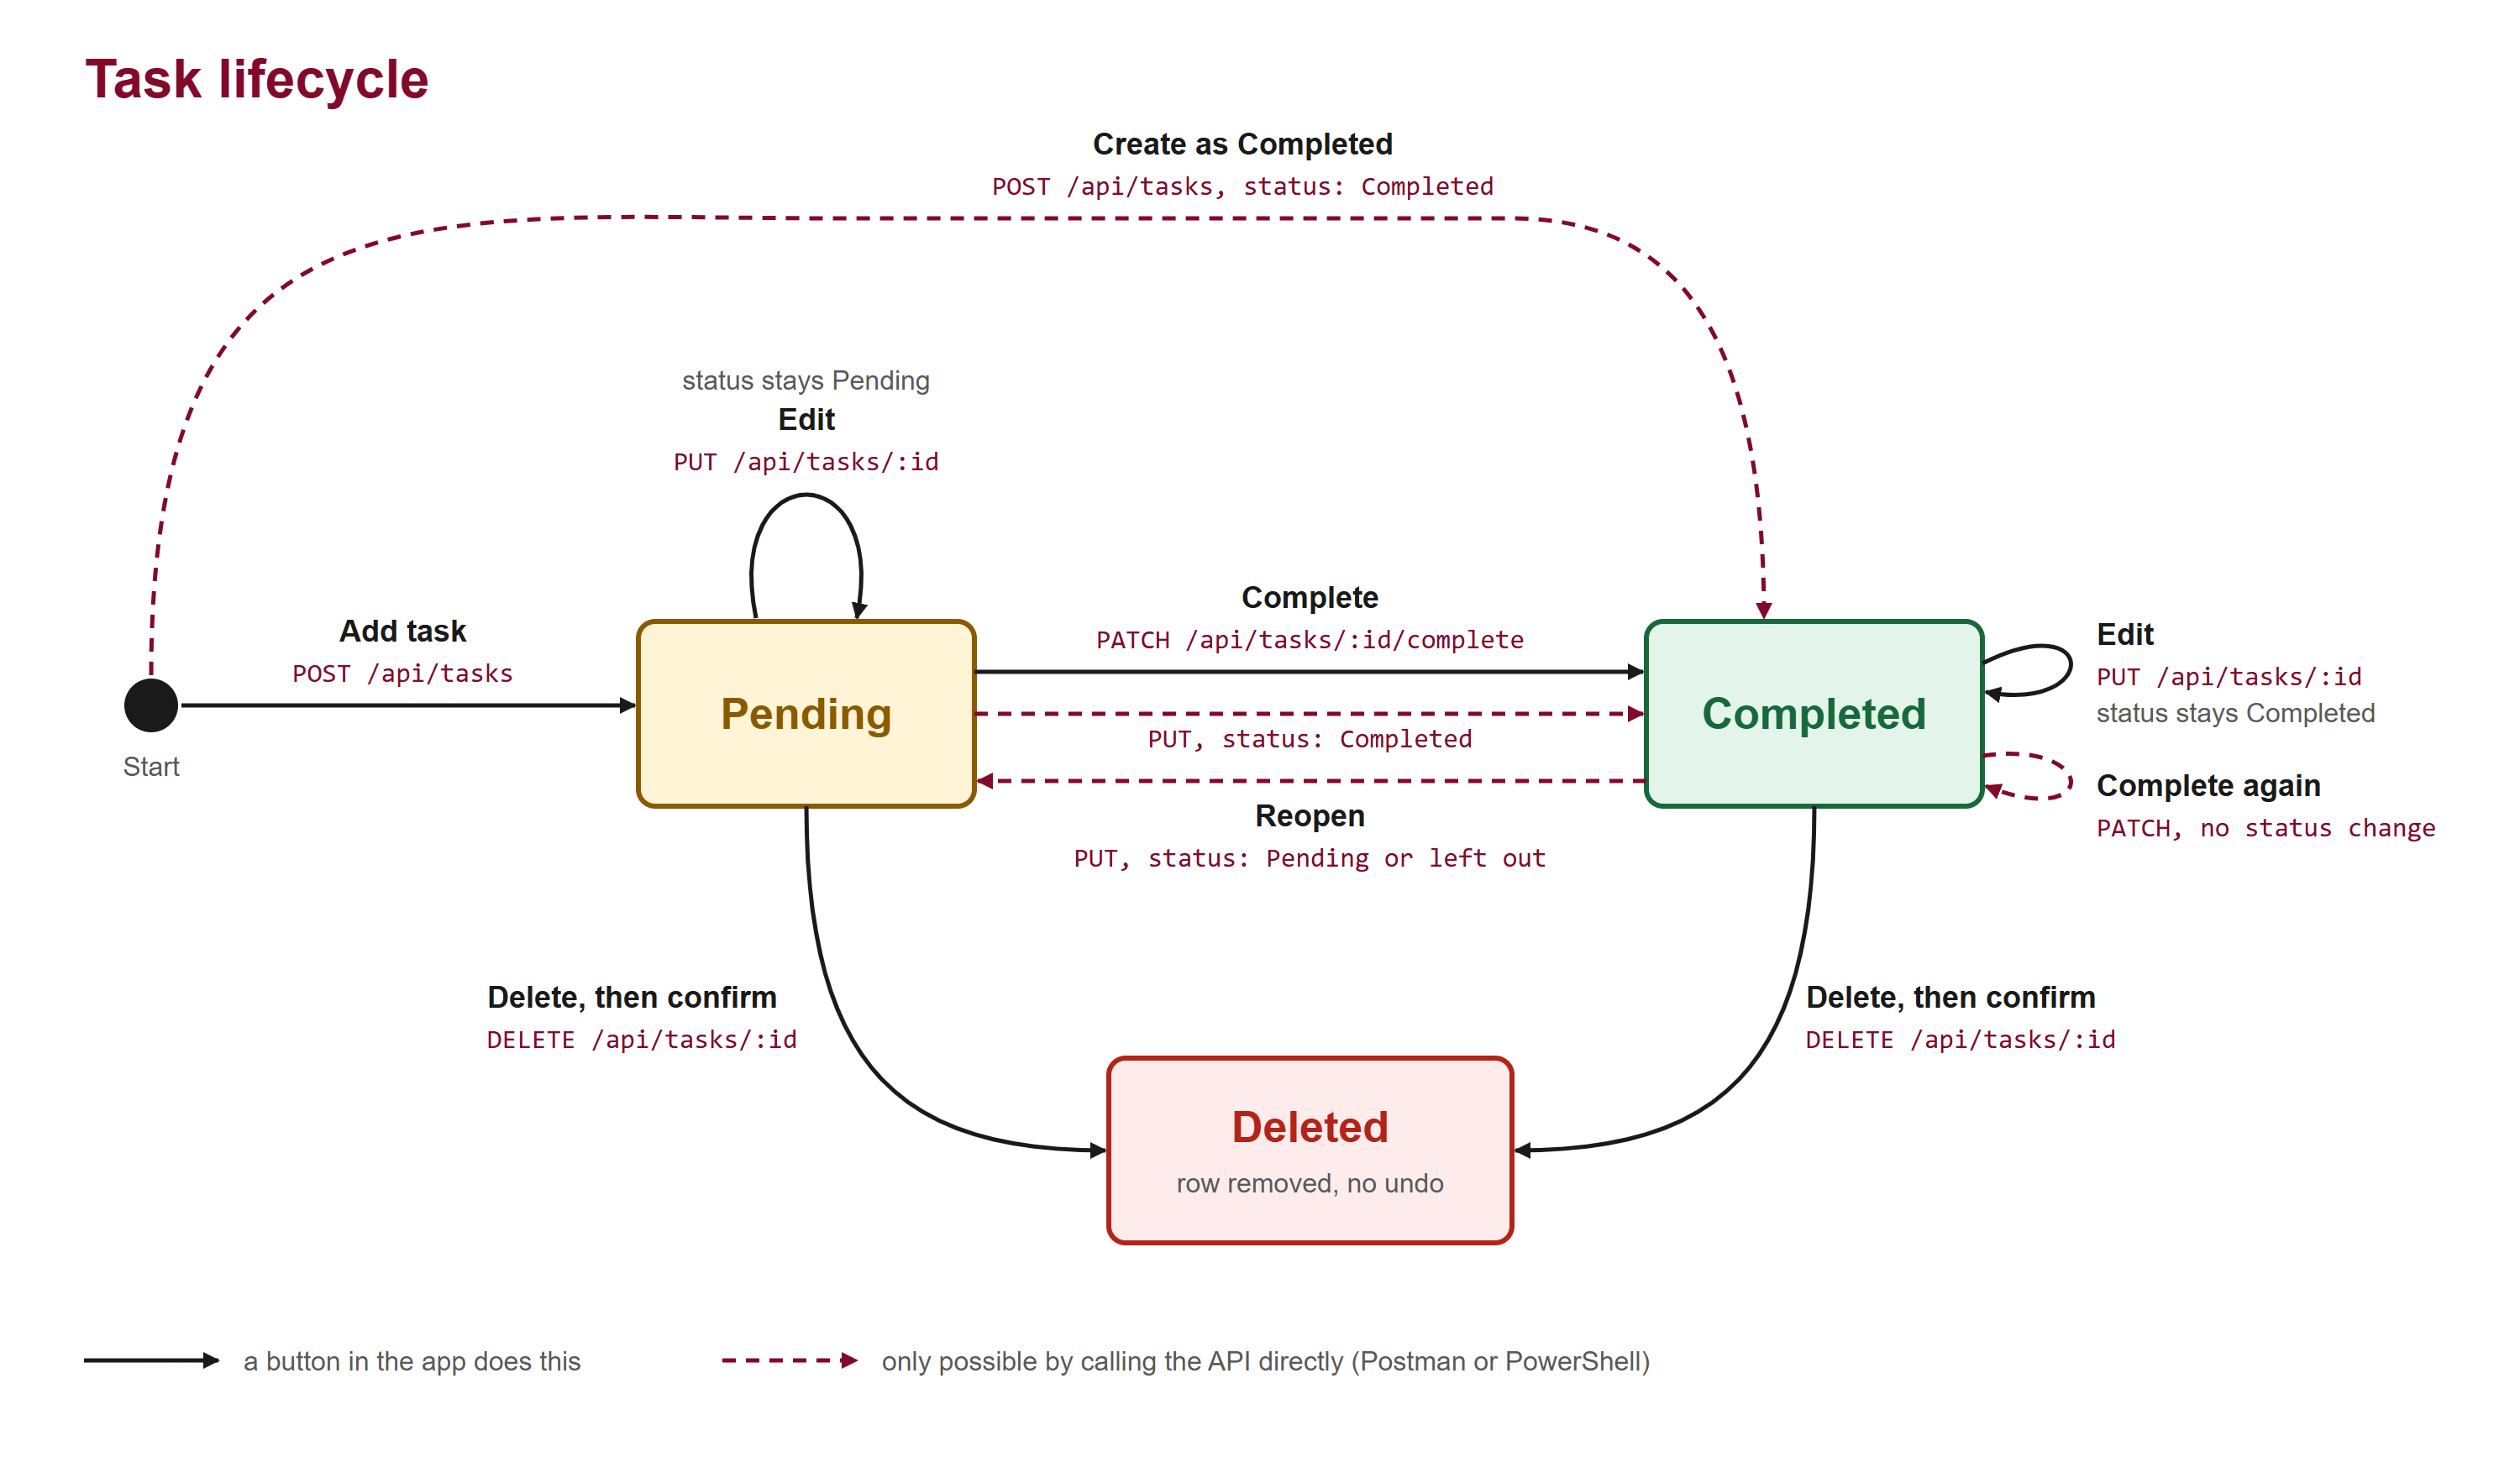 Task lifecycle
Create as Completed
POST /api/tasks, status: Completed
status stays Pending
Edit
PUT /api/tasks/:id
Add task
POST /api/tasks
Start
Pending
Complete
PATCH /api/tasks/:id/complete
PUT, status: Completed
Reopen
PUT, status: Pending or left out
Completed
Edit
PUT /api/tasks/:id
status stays Completed
Complete again
PATCH, no status change
Delete, then confirm
DELETE /api/tasks/:id
Delete, then confirm
DELETE /api/tasks/:id
Deleted
row removed, no undo
a button in the app does this
only possible by calling the API directly (Postman or PowerShell)